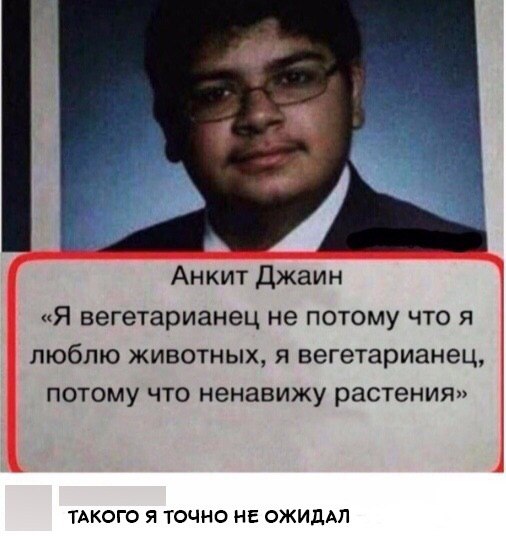 Анкит Джаин
«Я вегетарианец не потому что я
люблю животных, я вегетарианец,
потому что ненавижу растения»
ТАКОГО Я ТОЧНО НЕ ОЖИДАЛ